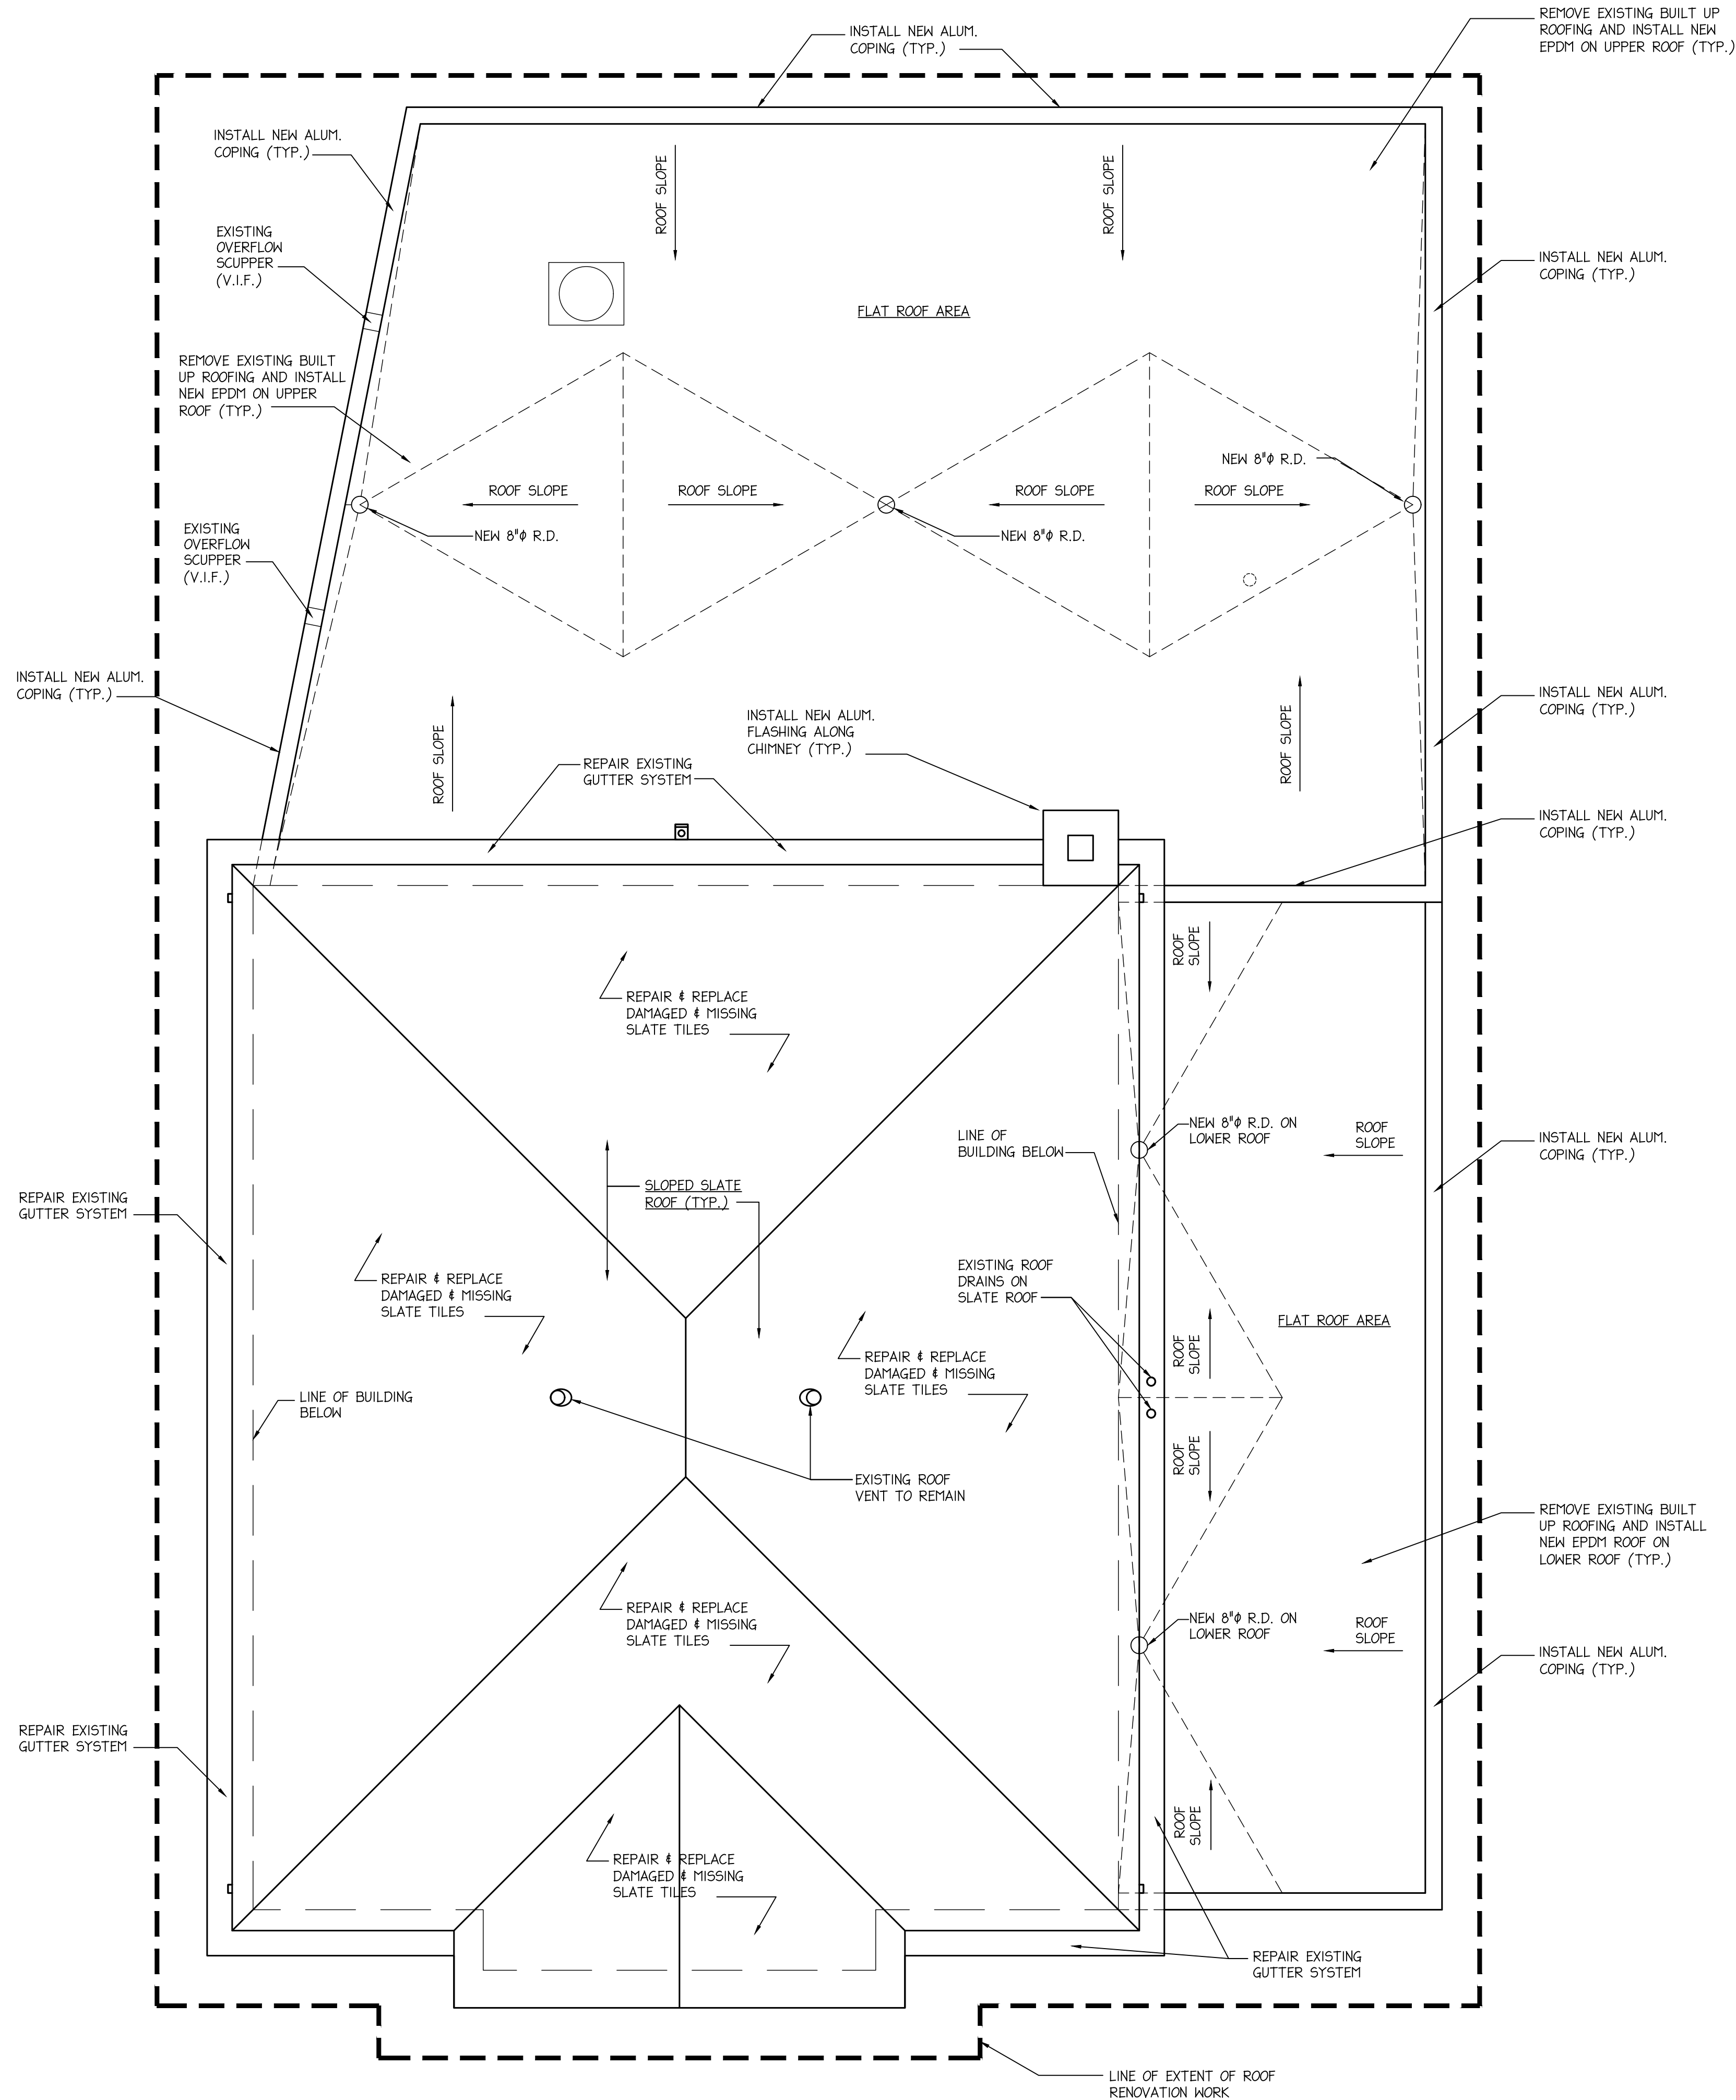 REMOVE EXISTING BUILT UP
ROOFING AND INSTALL NEW
EPDM ON UPPER ROOF (TYP.)
INSTALL NEW ALUM.
COPING (TYP.)
INSTALL NEW ALUM.
COPING (TYP.)
ROOF SLOPE
ROOF SLOPE
EXISTING
OVERFLOW
SCUPPER
(V.I.F.)
INSTALL NEW ALUM.
COPING (TYP.)
FLAT ROOF AREA
REMOVE EXISTING BUILT
UP ROOFING AND INSTALL
NEW EPDM ON UPPER
ROOF (TYP.)
NEW 8"Φ R.D.
ROOF SLOPE
ROOF SLOPE
ROOF SLOPE
ROOF SLOPE
NEW 8"Φ R.D.
NEW 8"Φ R.D.
EXISTING
OVERFLOW
SCUPPER
(V.I.F.)
INSTALL NEW ALUM.
COPING (TYP.)
INSTALL NEW ALUM.
COPING (TYP.)
ROOF SLOPE
ROOF SLOPE
INSTALL NEW ALUM.
FLASHING ALONG
CHIMNEY (TYP.)
REPAIR EXISTING
GUTTER SYSTEM
INSTALL NEW ALUM.
COPING (TYP.)
ROOF
SLOPE
REPAIR & REPLACE
DAMAGED & MISSING
SLATE TILES
LINE OF
BUILDING BELOW
NEW 8"Φ R.D. ON
LOWER ROOF
ROOF
SLOPE
INSTALL NEW ALUM.
COPING (TYP.)
SLOPED SLATE
ROOF (TYP.)
REPAIR EXISTING
GUTTER SYSTEM
REPAIR & REPLACE
DAMAGED & MISSING
SLATE TILES
EXISTING ROOF
DRAINS ON
SLATE ROOF
FLAT ROOF AREA
ROOF
SLOPE
REPAIR & REPLACE
DAMAGED & MISSING
SLATE TILES
LINE OF BUILDING
BELOW
ROOF
SLOPE
EXISTING ROOF
VENT TO REMAIN
REMOVE EXISTING BUILT
UP ROOFING AND INSTALL
NEW EPDM ROOF ON
LOWER ROOF (TYP.)
REPAIR & REPLACE
DAMAGED & MISSING
SLATE TILES
NEW 8"Φ R.D. ON
LOWER ROOF
ROOF
SLOPE
INSTALL NEW ALUM.
COPING (TYP.)
REPAIR EXISTING
GUTTER SYSTEM
ROOF
SLOPE
REPAIR & REPLACE
DAMAGED & MISSING
SLATE TILES
REPAIR EXISTING
GUTTER SYSTEM
LINE OF EXTENT OF ROOF
RENOVATION WORK